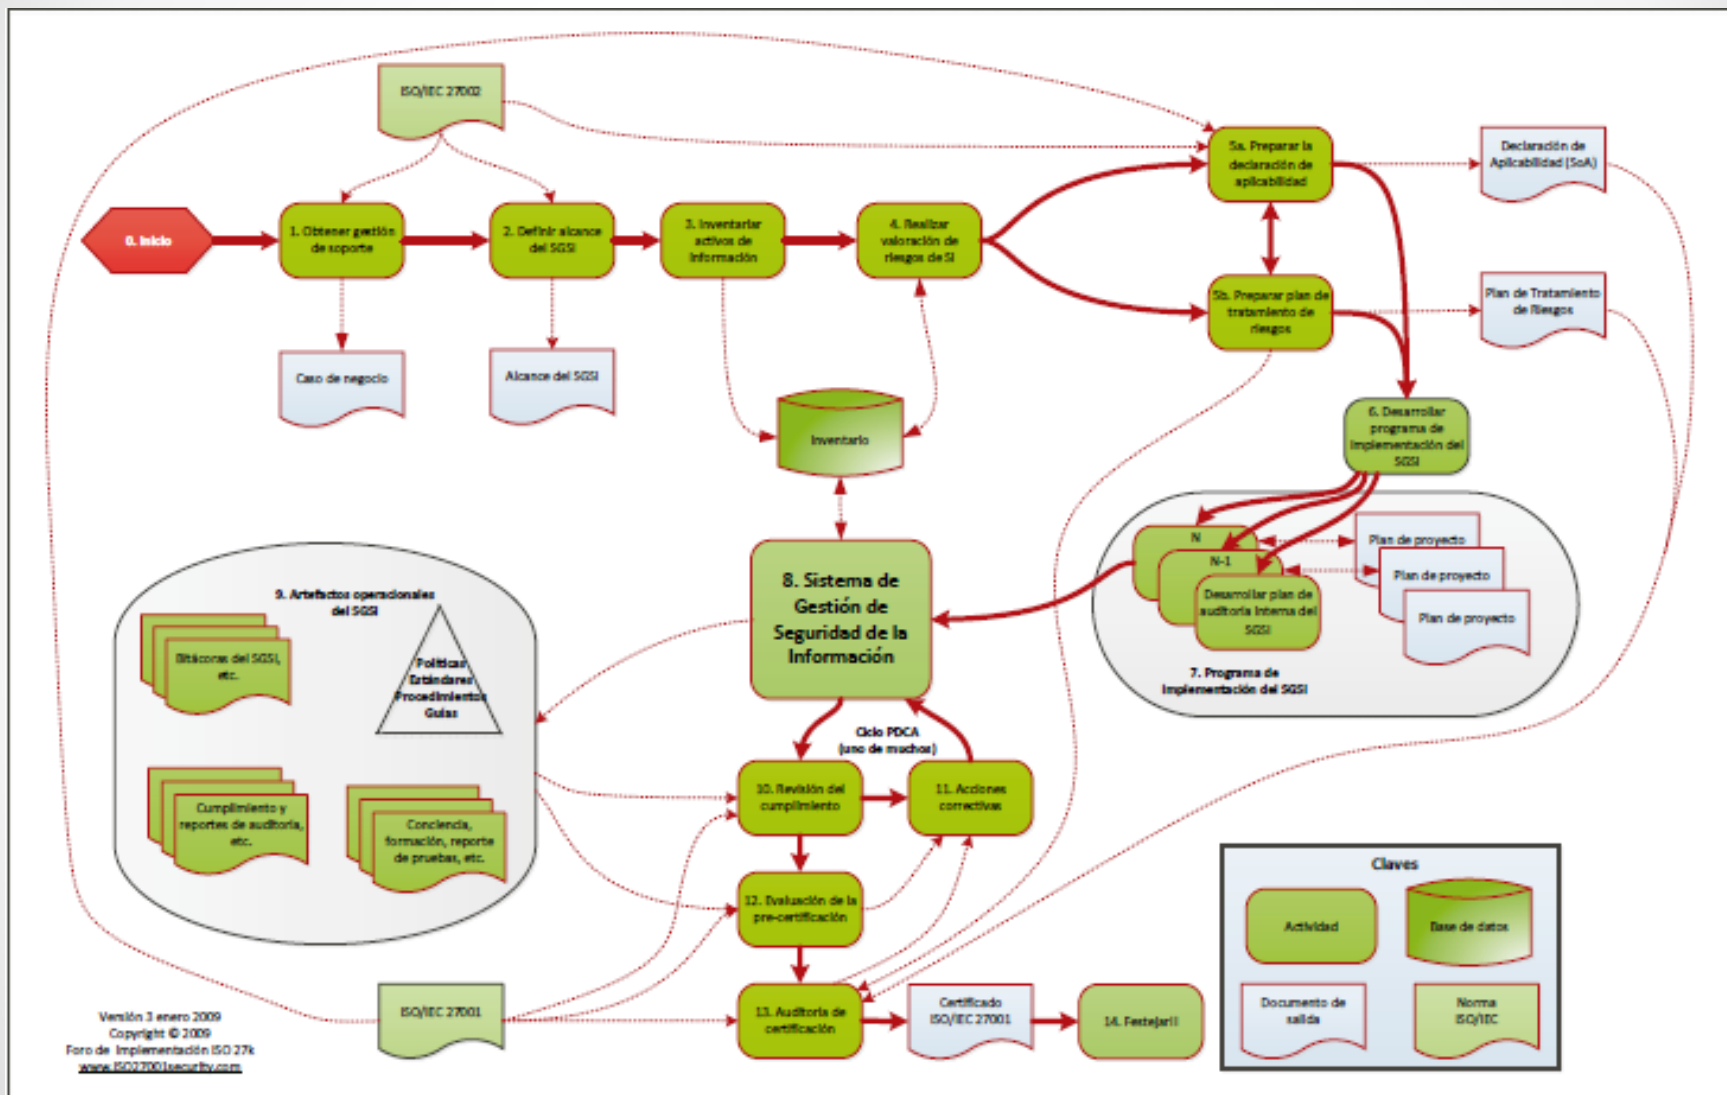 ISO/IEC 27002
5a. Preparar la
declaración de
aplicabilidad
Declaración de
Aplicabilidad (SoA)
0. Inicio
1. Obtener gestión
de soporte
2. Definir alcance
del SGSI
3. Inventariar
activos de
Información
4. Realizar
valoración de
riesgos de SI
5b. Preparar plan de
tratamiento de
riesgos
Plan de Tratamiento
de Riesgos
Caso de negocio
Alcance del SGSI
Inventario
6. Desarrollar
programa de
Implementación del
SGSI
N
N-1
Desarrollar plan de
auditoría Interna del
SGSI
Plan de proyecto
Plan de proyecto
Plan de proyecto
7. Programa de
Implementación del SGSI
8. Sistema de
Gestión de
Seguridad de la
Información
9. Artefactos operacionales
del SGSI
Bitácoras del SGSI,
etc.
Políticas
Estándares
Procedimientos
Guías
Cumplimiento y
reportes de auditoría,
etc.
Conciencia,
formación, reporte
de pruebas, etc.
Ciclo PDCA
(uno de muchos)
10. Revisión del
cumplimiento
11. Acciones
correctivas
12. Evaluación de la
pre-certificación
13. Auditoría de
certificación
Certificado
ISO/IEC 27001
14. Festejar!!
ISO/IEC 27001
Versión 3 enero 2009
Copyright © 2009
Foro de Implementación ISO 27k
www.ISO27001security.com
Claves
Actividad
Base de datos
Documento de
salida
Norma
ISO/IEC